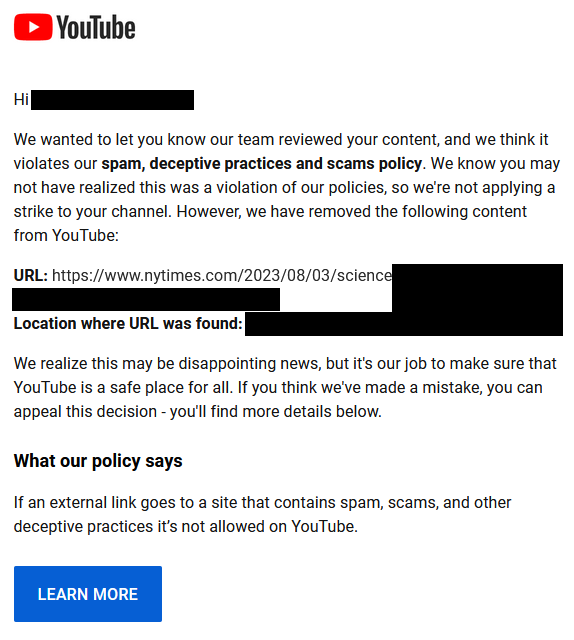 YouTube
Hi
We wanted to let you know our team reviewed your content, and we think it
violates our spam, deceptive practices and scams policy. We know you may
not have realized this was a violation of our policies, so we're not applying a
strike to your channel. However, we have removed the following content
from YouTube:
URL: https://www.nytimes.com/2023/08/03/science
Location where URL was found:
We realize this may be disappointing news, but it's our job to make sure that
YouTube is a safe place for all. If you think we've made a mistake, you can
appeal this decision - you'll find more details below.
What our policy says
If an external link goes to a site that contains spam, scams, and other
deceptive practices it’s not allowed on YouTube.
LEARN MORE